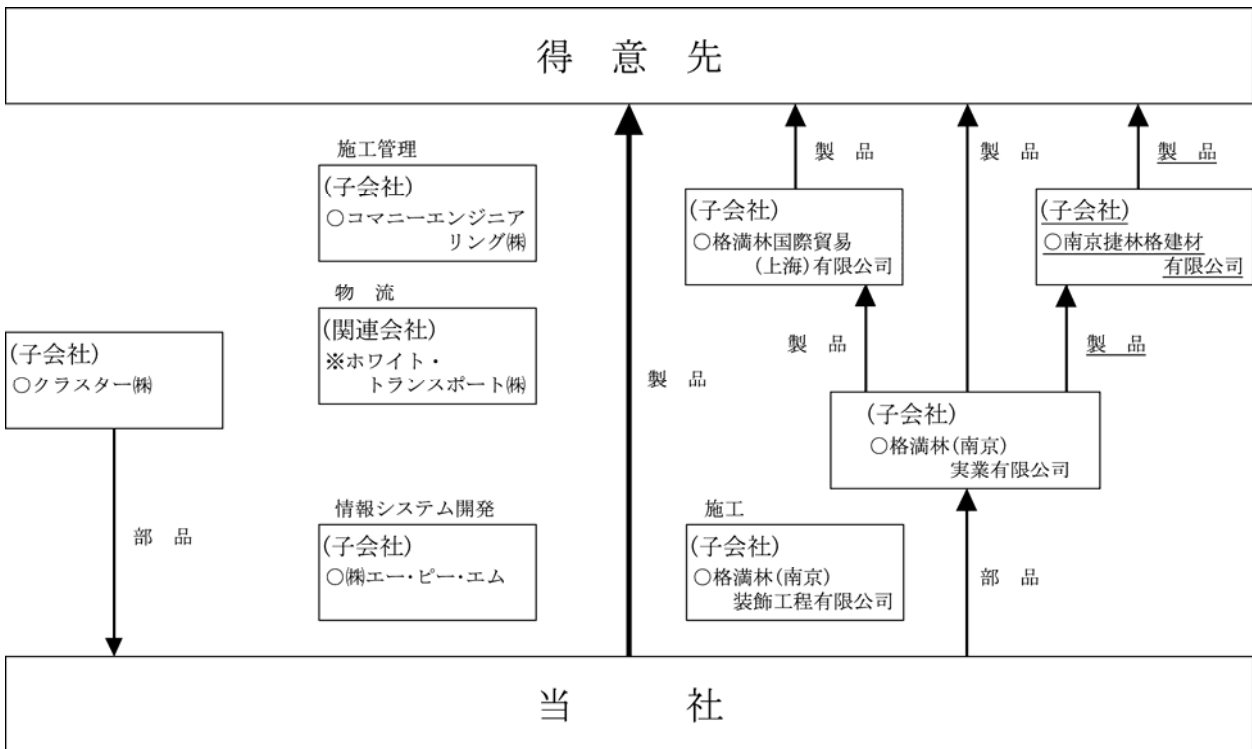 得 意 先
施工管理
(子会社)
○コマニーエンジニア
リング㈱
物 流
(関連会社)
※ホワイト・
トランスポート㈱
(子会社)
○クラスター㈱
部 品
情報システム開発
(子会社)
○㈱エー・ピー・エム
製 品
製 品
製 品
製 品
(子会社)
○格満林国際貿易
(上海)有限公司
(子会社)
○南京捷林格建材
有限公司
製 品
製 品
(子会社)
○格満林(南京)
実業有限公司
施工
(子会社)
○格満林(南京)
装飾工程有限公司
部 品
当 社